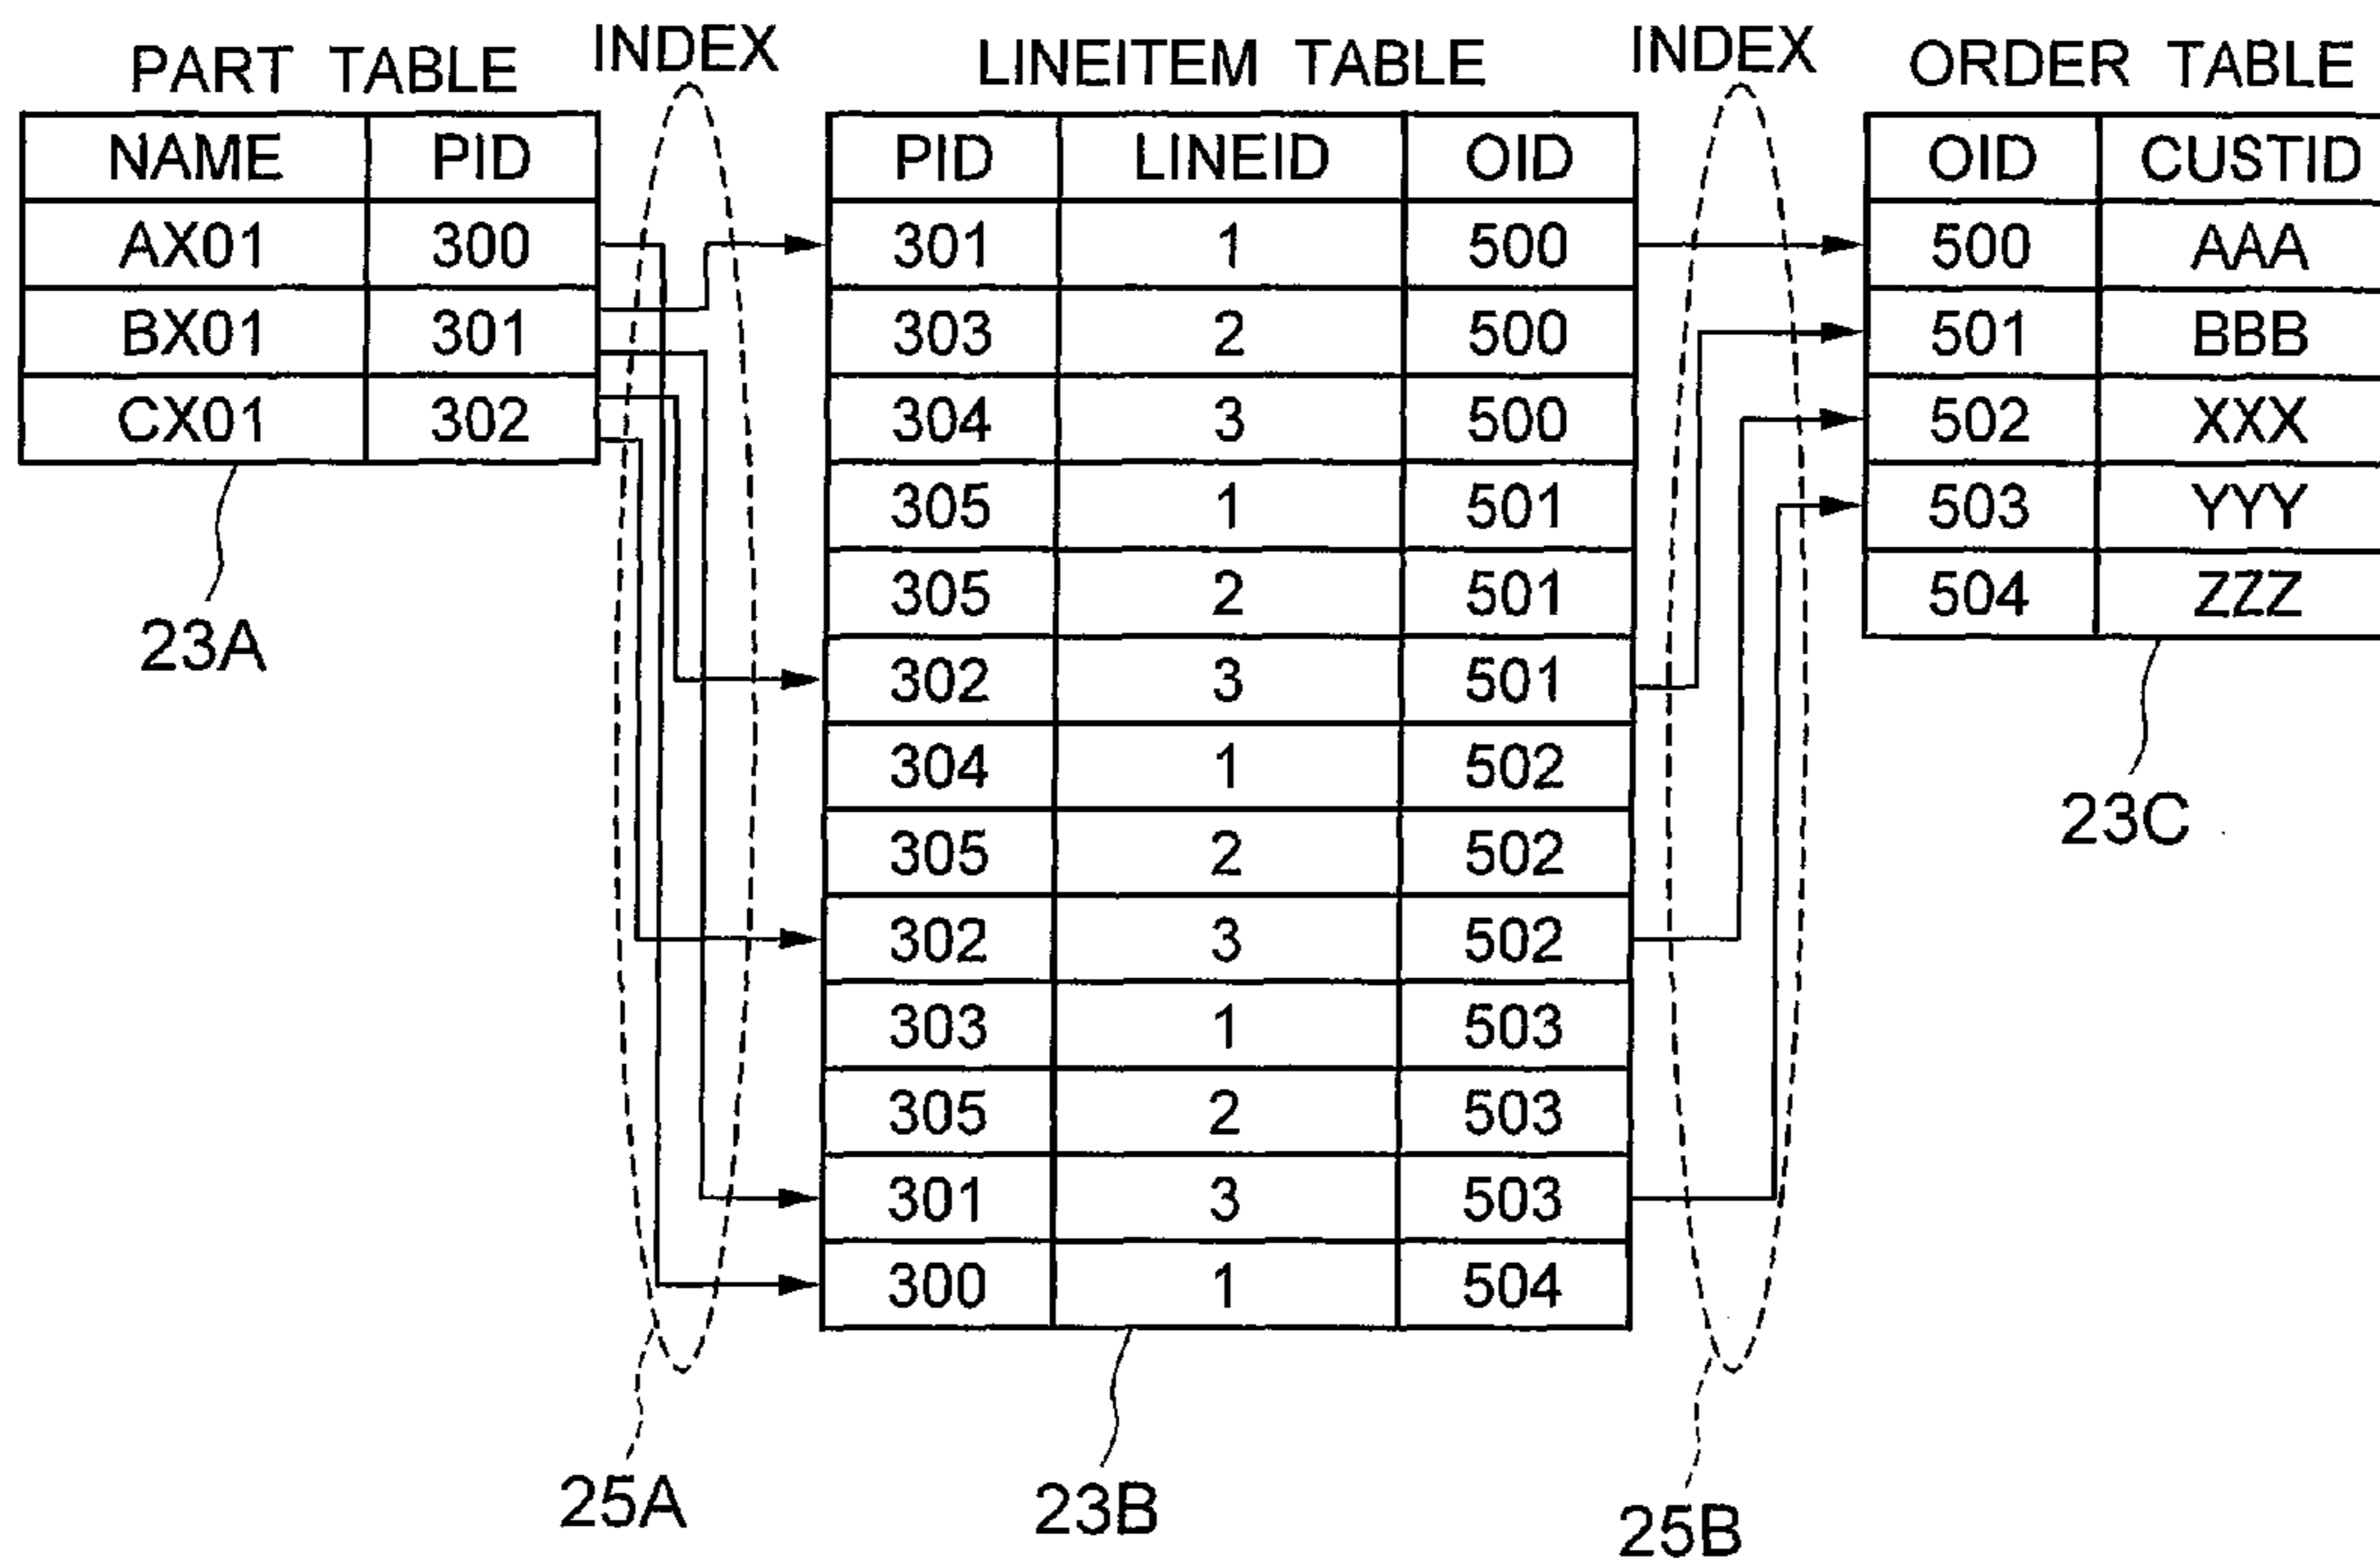 PART TABLE
NAME PID
AX01 300
BX01 301
CX01 302
23A
INDEX
25A
LINEITEM TABLE
PID LINEID OID
301 1 500
303 2 500
304 3 500
305 1 501
305 2 501
302 3 501
304 1 502
305 2 502
302 3 502
303 1 503
305 2 503
301 3 503
300 1 504
23B
INDEX
25B
ORDER TABLE
OID CUSTID
500 AAA
501 BBB
502 XXX
503 YYY
504 ZZZ
23C